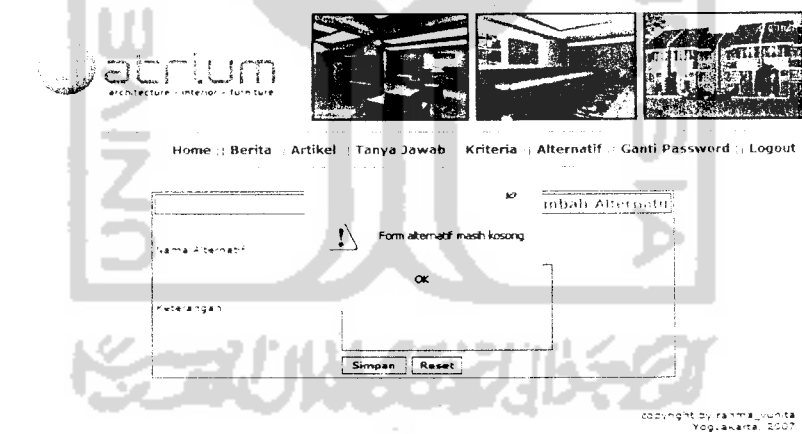 atrium
architecture - interior - furniture
Home :: Berita :: Artikel :: Tanya Jawab Kriteria :: Alternatif :: Ganti Password :: Logout
mbah Alternatif
Form alternatif masih kosong
Nama Alternatif
OK
Keterangan
Simpan Reset
copyright by rahma_yunita
Yogyakarta, 2007